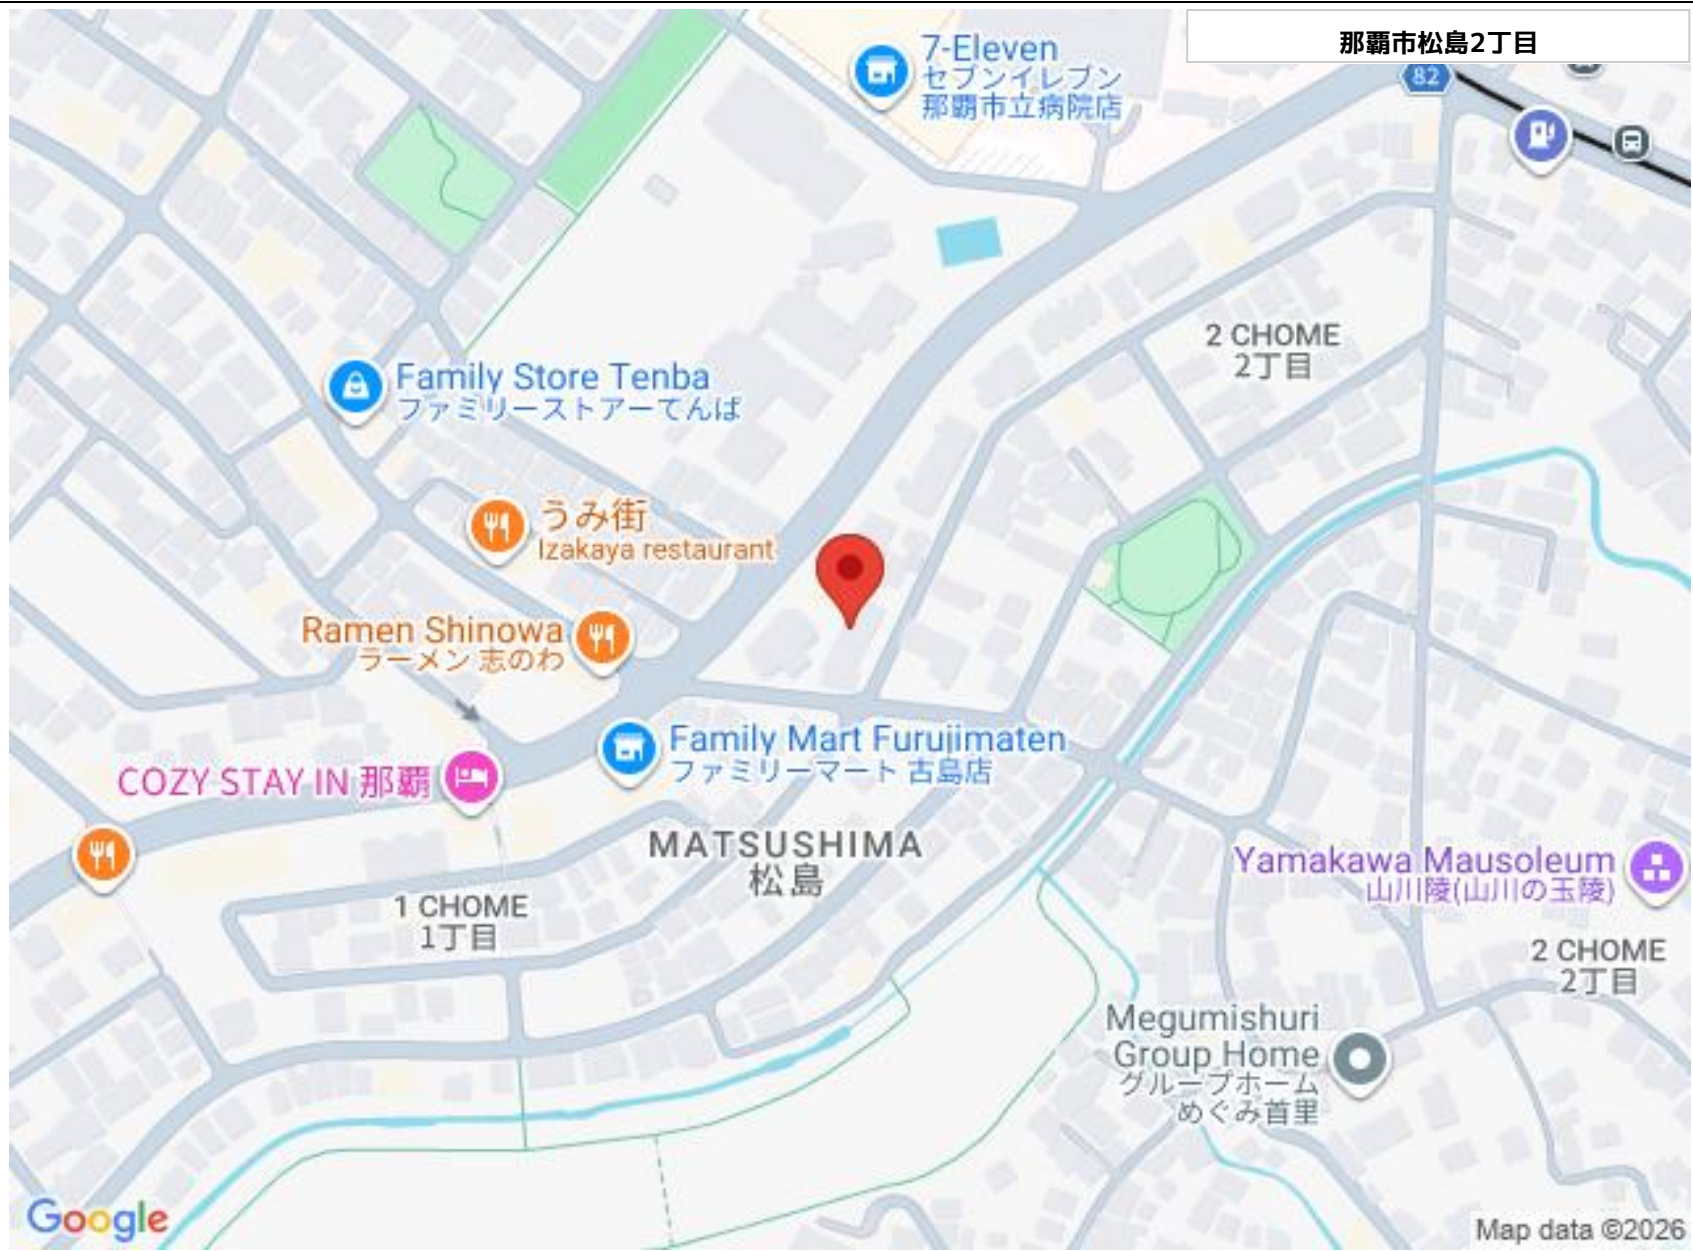 那覇市松島2丁目
7-Eleven
セブンイレブン
那覇市立病院店
82
2 CHOME
2丁目
Family Store Tenba
ファミリーストアーてんば
うみ街
Izakaya restaurant
Ramen Shinowa
ラーメン 志のわ
Family Mart Furujimaten
ファミリーマート 古島店
COZY STAY IN 那覇
MATSUSHIMA
松島
Yamakawa Mausoleum
山川陵(山川の玉陵)
1 CHOME
1丁目
2 CHOME
2丁目
Megumishuri
Group Home
グループホーム
めぐみ首里
Google
Map data ©2026